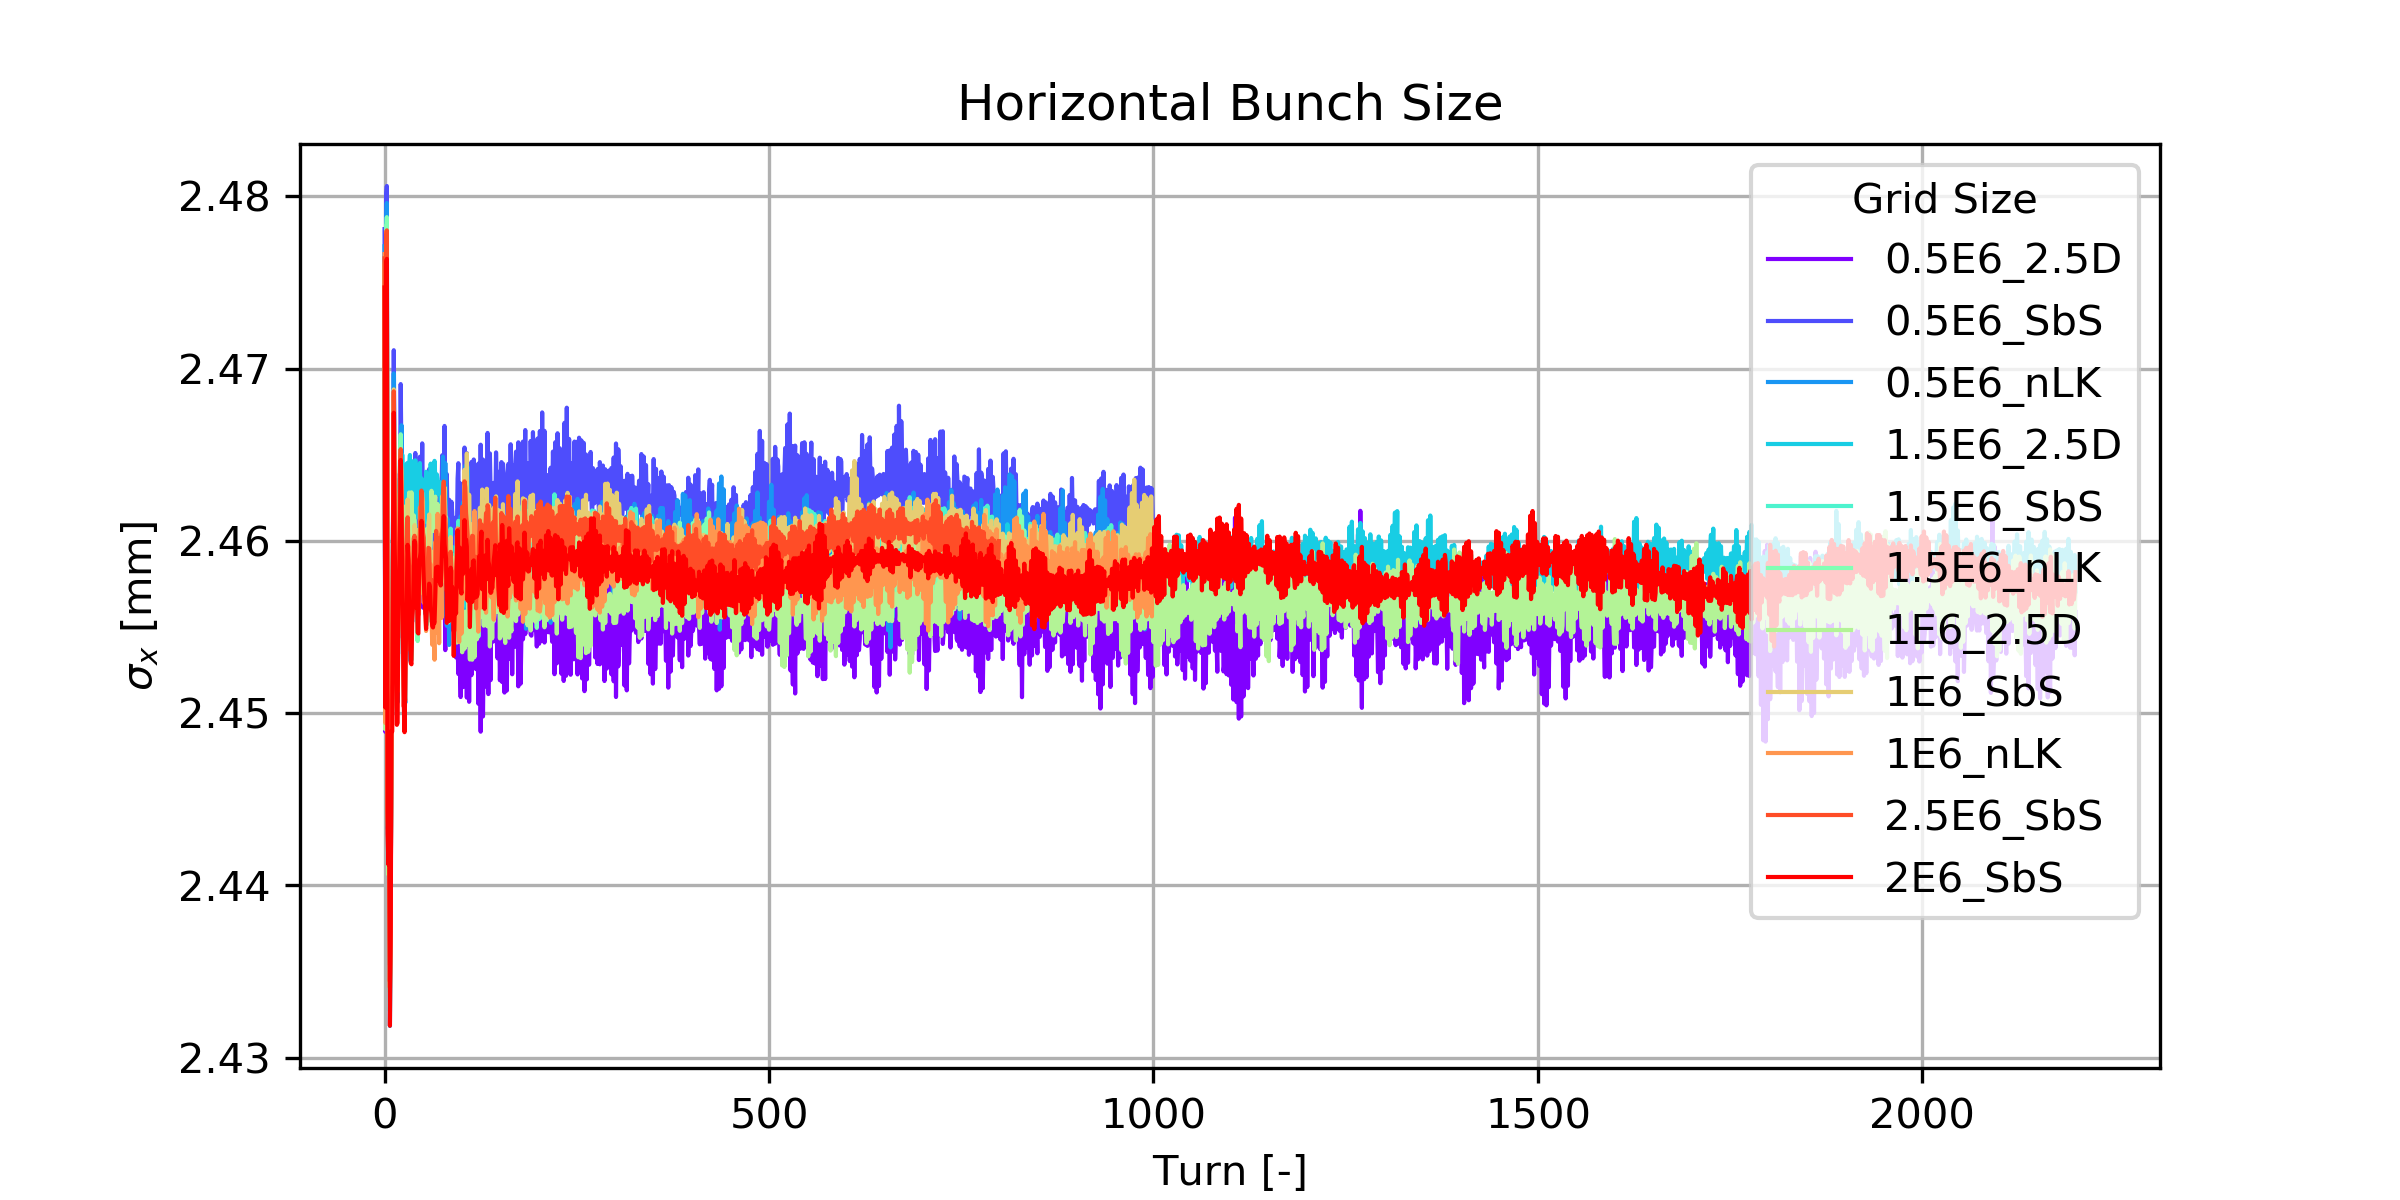 Horizontal Bunch Size
2.48
2.47
2.46
2.45
2.44
2.43
σx [mm]
0 500 1000 1500 2000
Turn [-]
Grid Size
0.5E6_2.5D
0.5E6_SbS
0.5E6_nLK
1.5E6_2.5D
1.5E6_SbS
1.5E6_nLK
1E6_2.5D
1E6_SbS
1E6_nLK
2.5E6_SbS
2E6_SbS